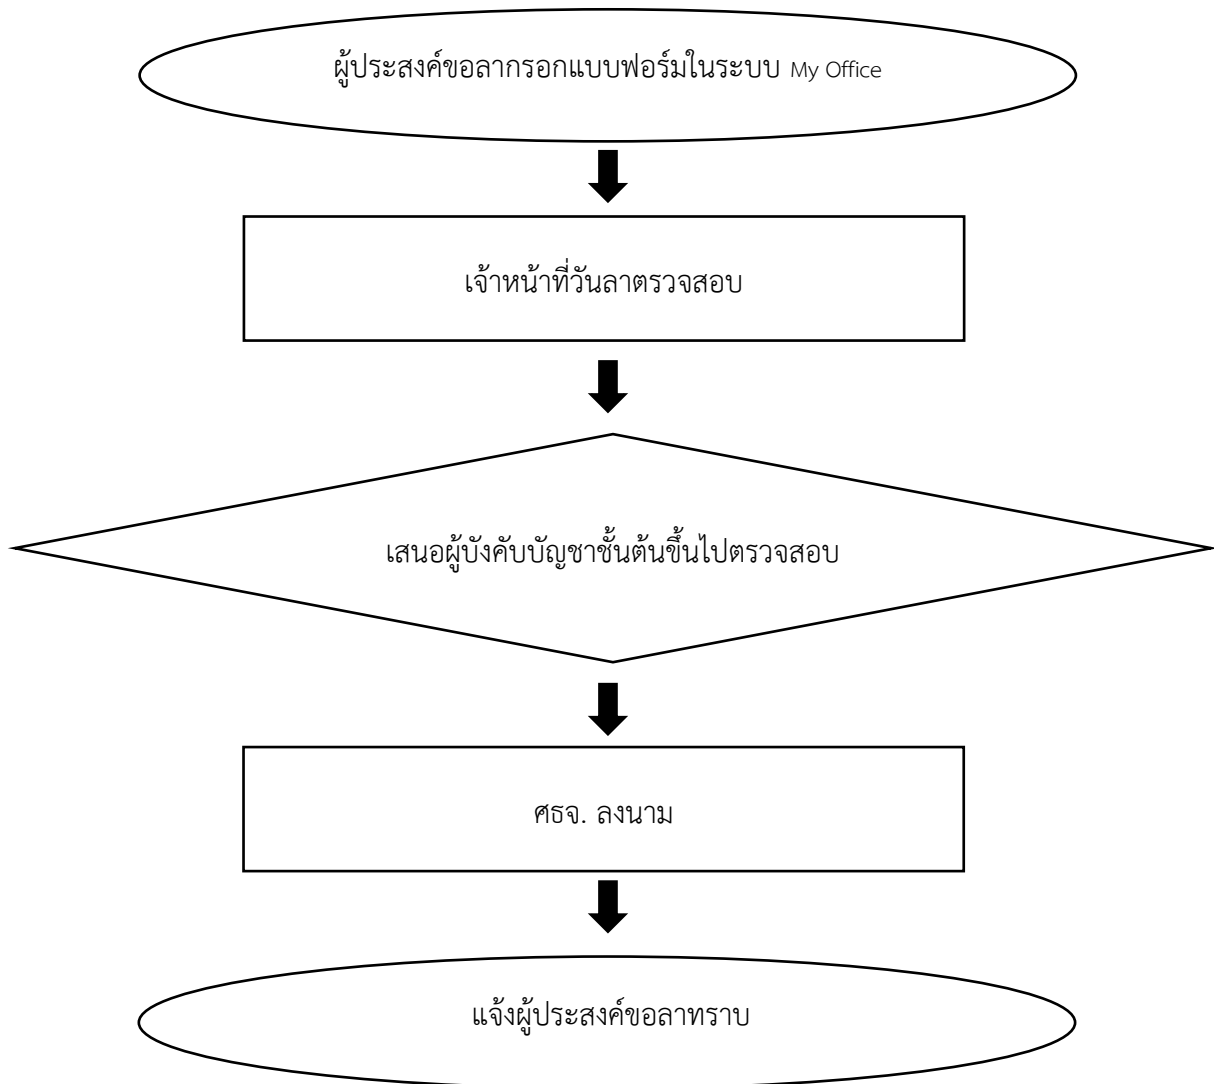 ผู้ประสงค์ขอลากรอกแบบฟอร์มในระบบ My Office
เจ้าหน้าที่วันลาตรวจสอบ
เสนอผู้บังคับบัญชาชั้นต้นขึ้นไปตรวจสอบ
ศธจ. ลงนาม
แจ้งผู้ประสงค์ขอลาทราบ